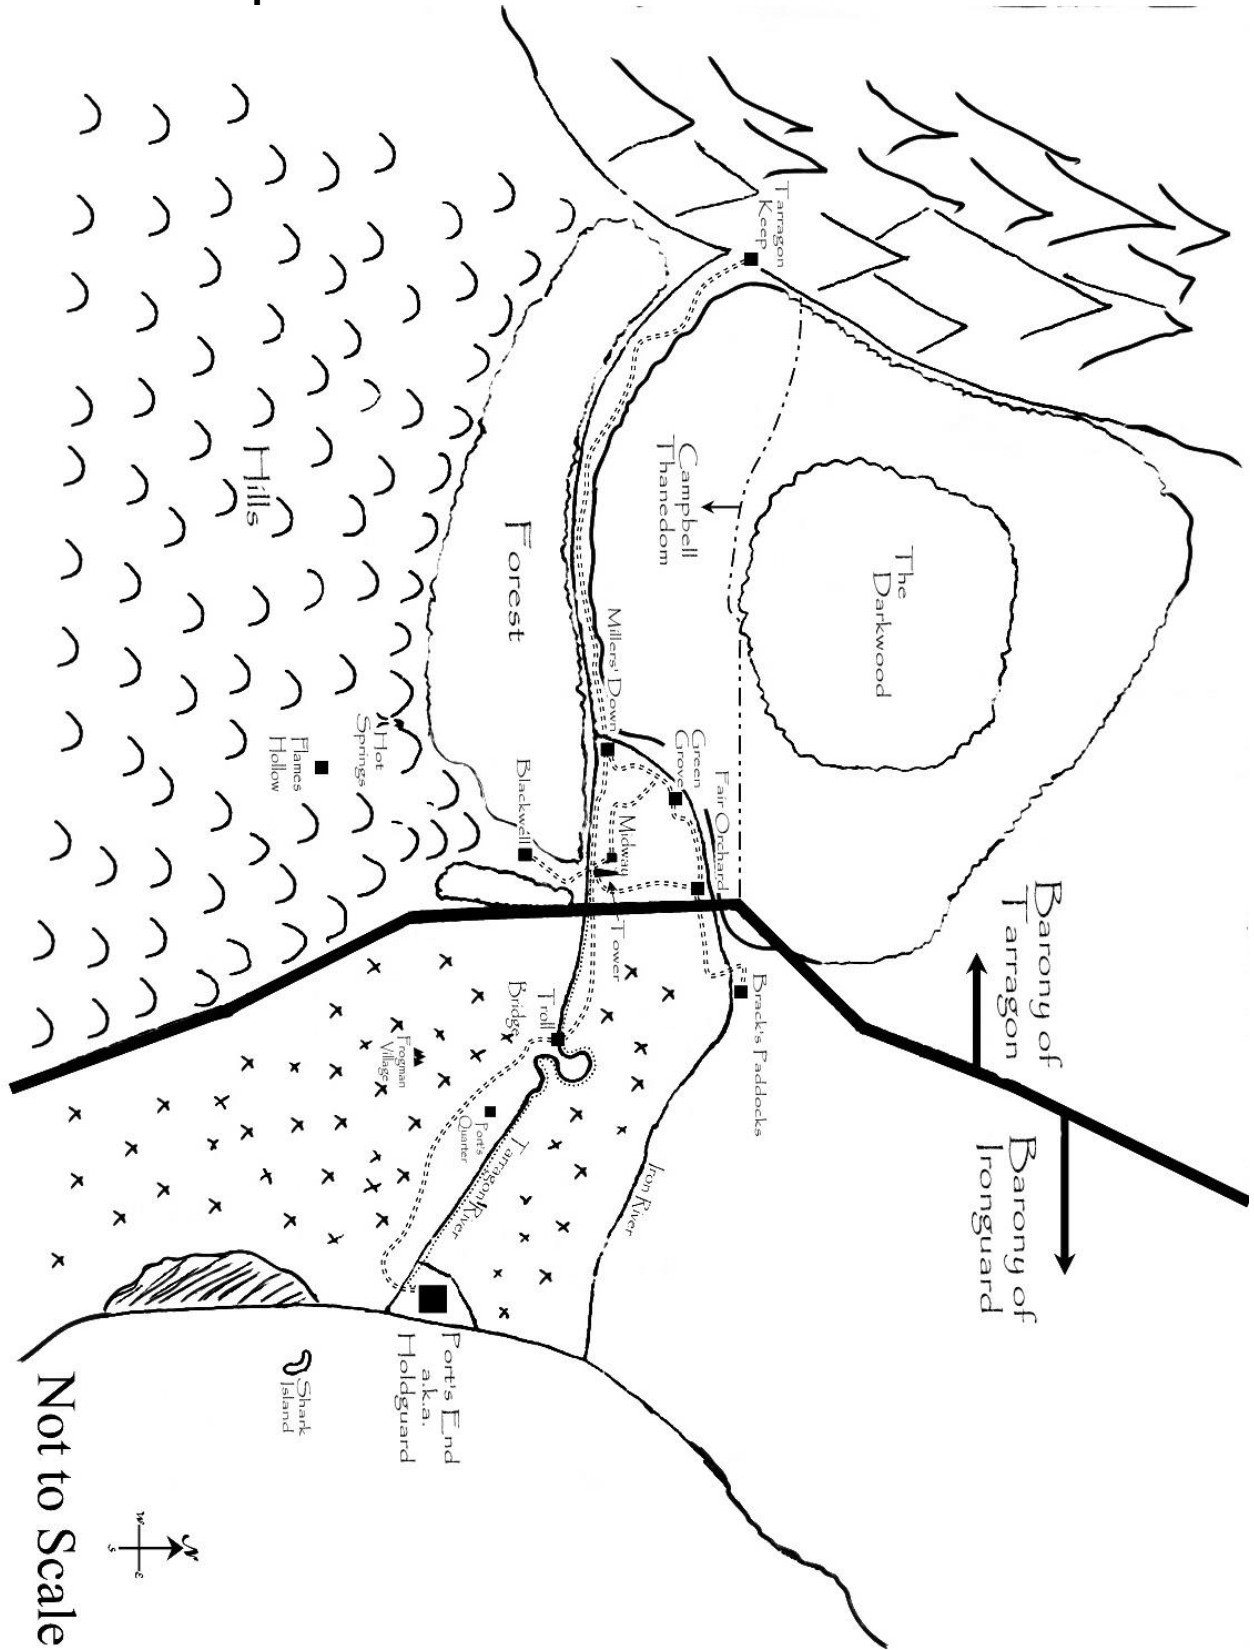 Barony of
Tarragon
Barony of
Ironguard
The
Darkwood
Tarragon
Keep
Campbell
Thanedom
Brack's Paddocks
Fair Orchard
Green
Grove
Millers' Down
Midway
Tower
Iron River
Forest
Blackwell
Troll
Bridge
Tarragon River
Port's
Quarter
Frogman
Village
Port's End
a.k.a.
Holdguard
Hot
Springs
Flames
Hollow
Hills
Shark
Island
N
W
E
S
Not to Scale